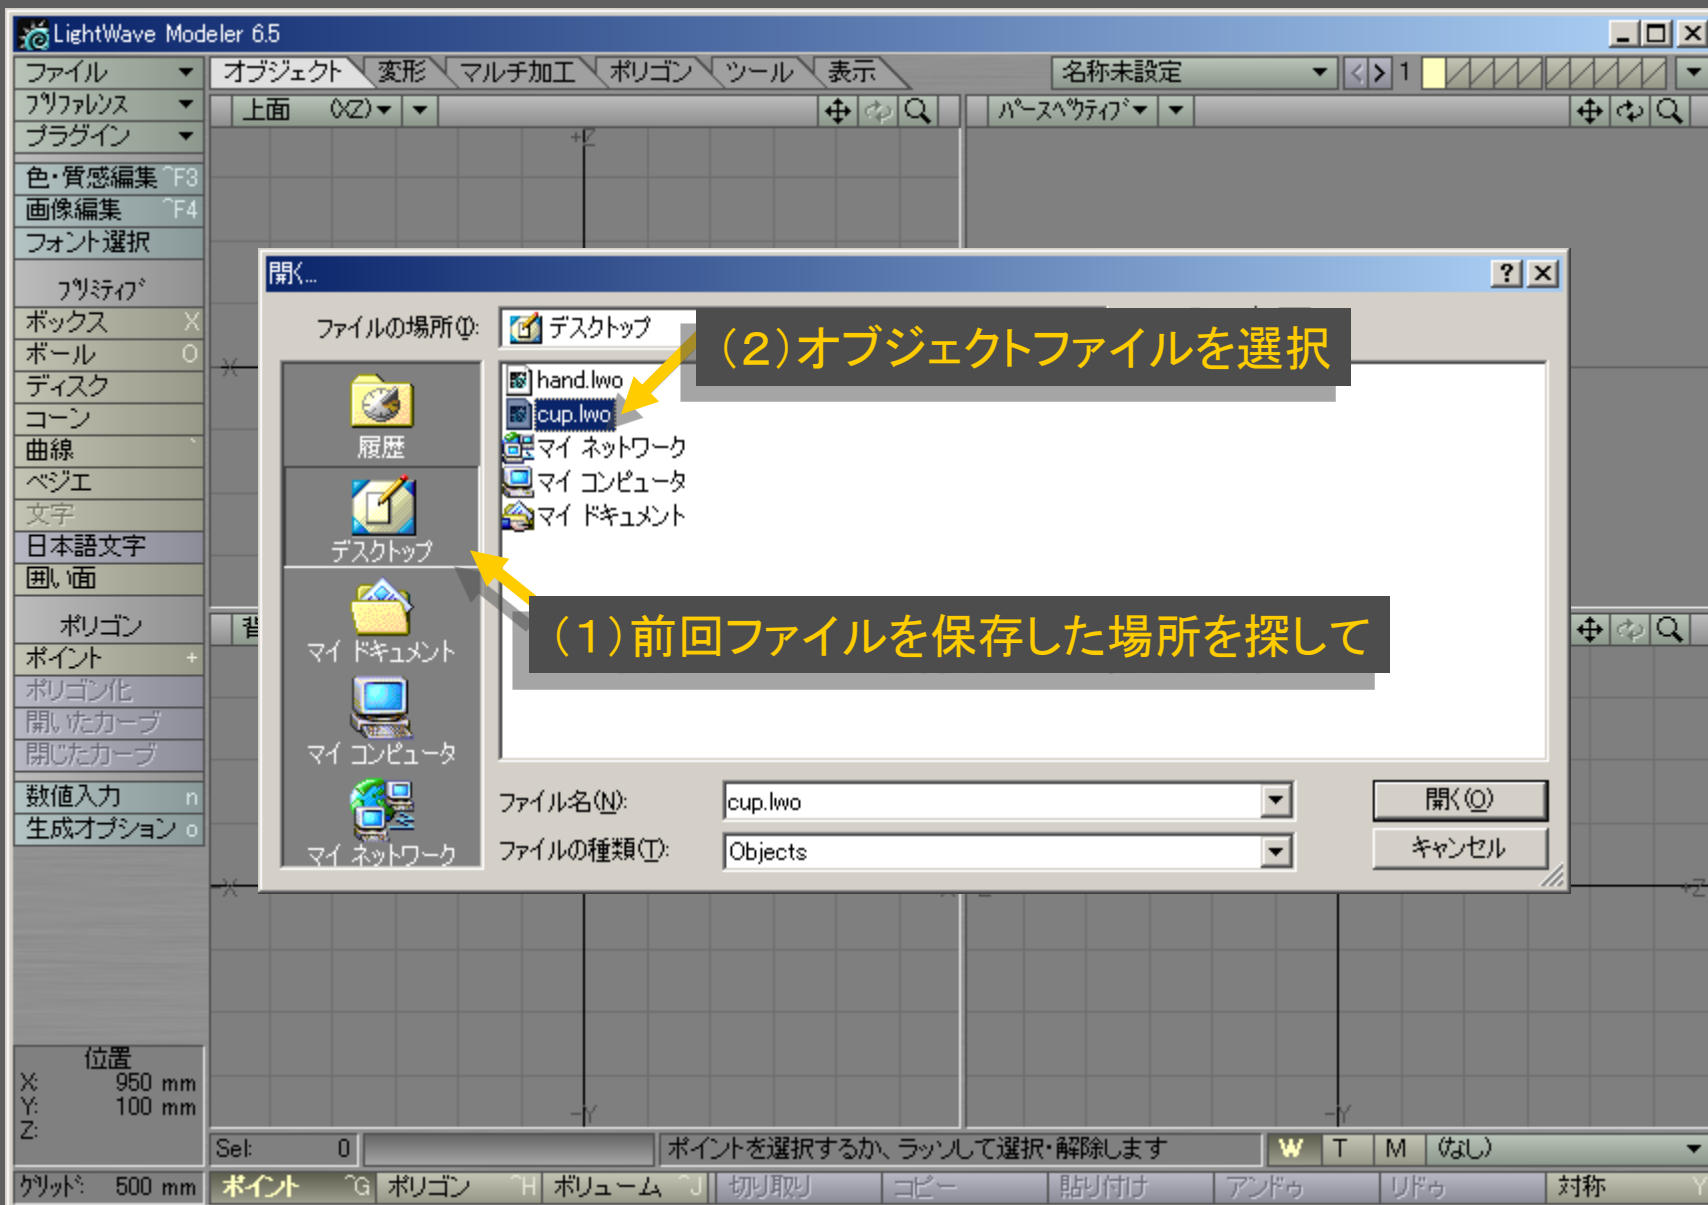 LightWave Modeler 6.5
ファイル
プリファレンス
プラグイン
色・質感編集 ^F3
画像編集 ^F4
フォント選択
プリミティブ
ボックス X
ボール O
ディスク
コーン
曲線 `
ベジエ
文字
日本語文字
囲い面
ポリゴン
ポイント +
ポリゴン化
開いたカーブ
閉じたカーブ
数値入力 n
生成オプション o
オブジェクト 変形 マルチ加工 ポリゴン ツール 表示
名称未設定 1
上面 (XZ)
パースペクティブ
+Z
-X
開く...
ファイルの場所(I):
デスクトップ
(2)オブジェクトファイルを選択
履歴
デスクトップ
マイ ドキュメント
マイ コンピュータ
マイ ネットワーク
hand.lwo
cup.lwo
マイ ネットワーク
マイ コンピュータ
マイ ドキュメント
(1)前回ファイルを保存した場所を探して
ファイル名(N):
cup.lwo
開く(O)
ファイルの種類(T):
Objects
キャンセル
-X
+Z
-Y
-Y
位置
X: 950 mm
Y: 100 mm
Z:
Sel: 0
ポイントを選択するか、ラッソして選択・解除します
W T M (なし)
グリッド: 500 mm
ポイント ^G ポリゴン ^H ボリューム ^J 切り取り コピー 貼り付け アンドゥ リドゥ 対称 Y